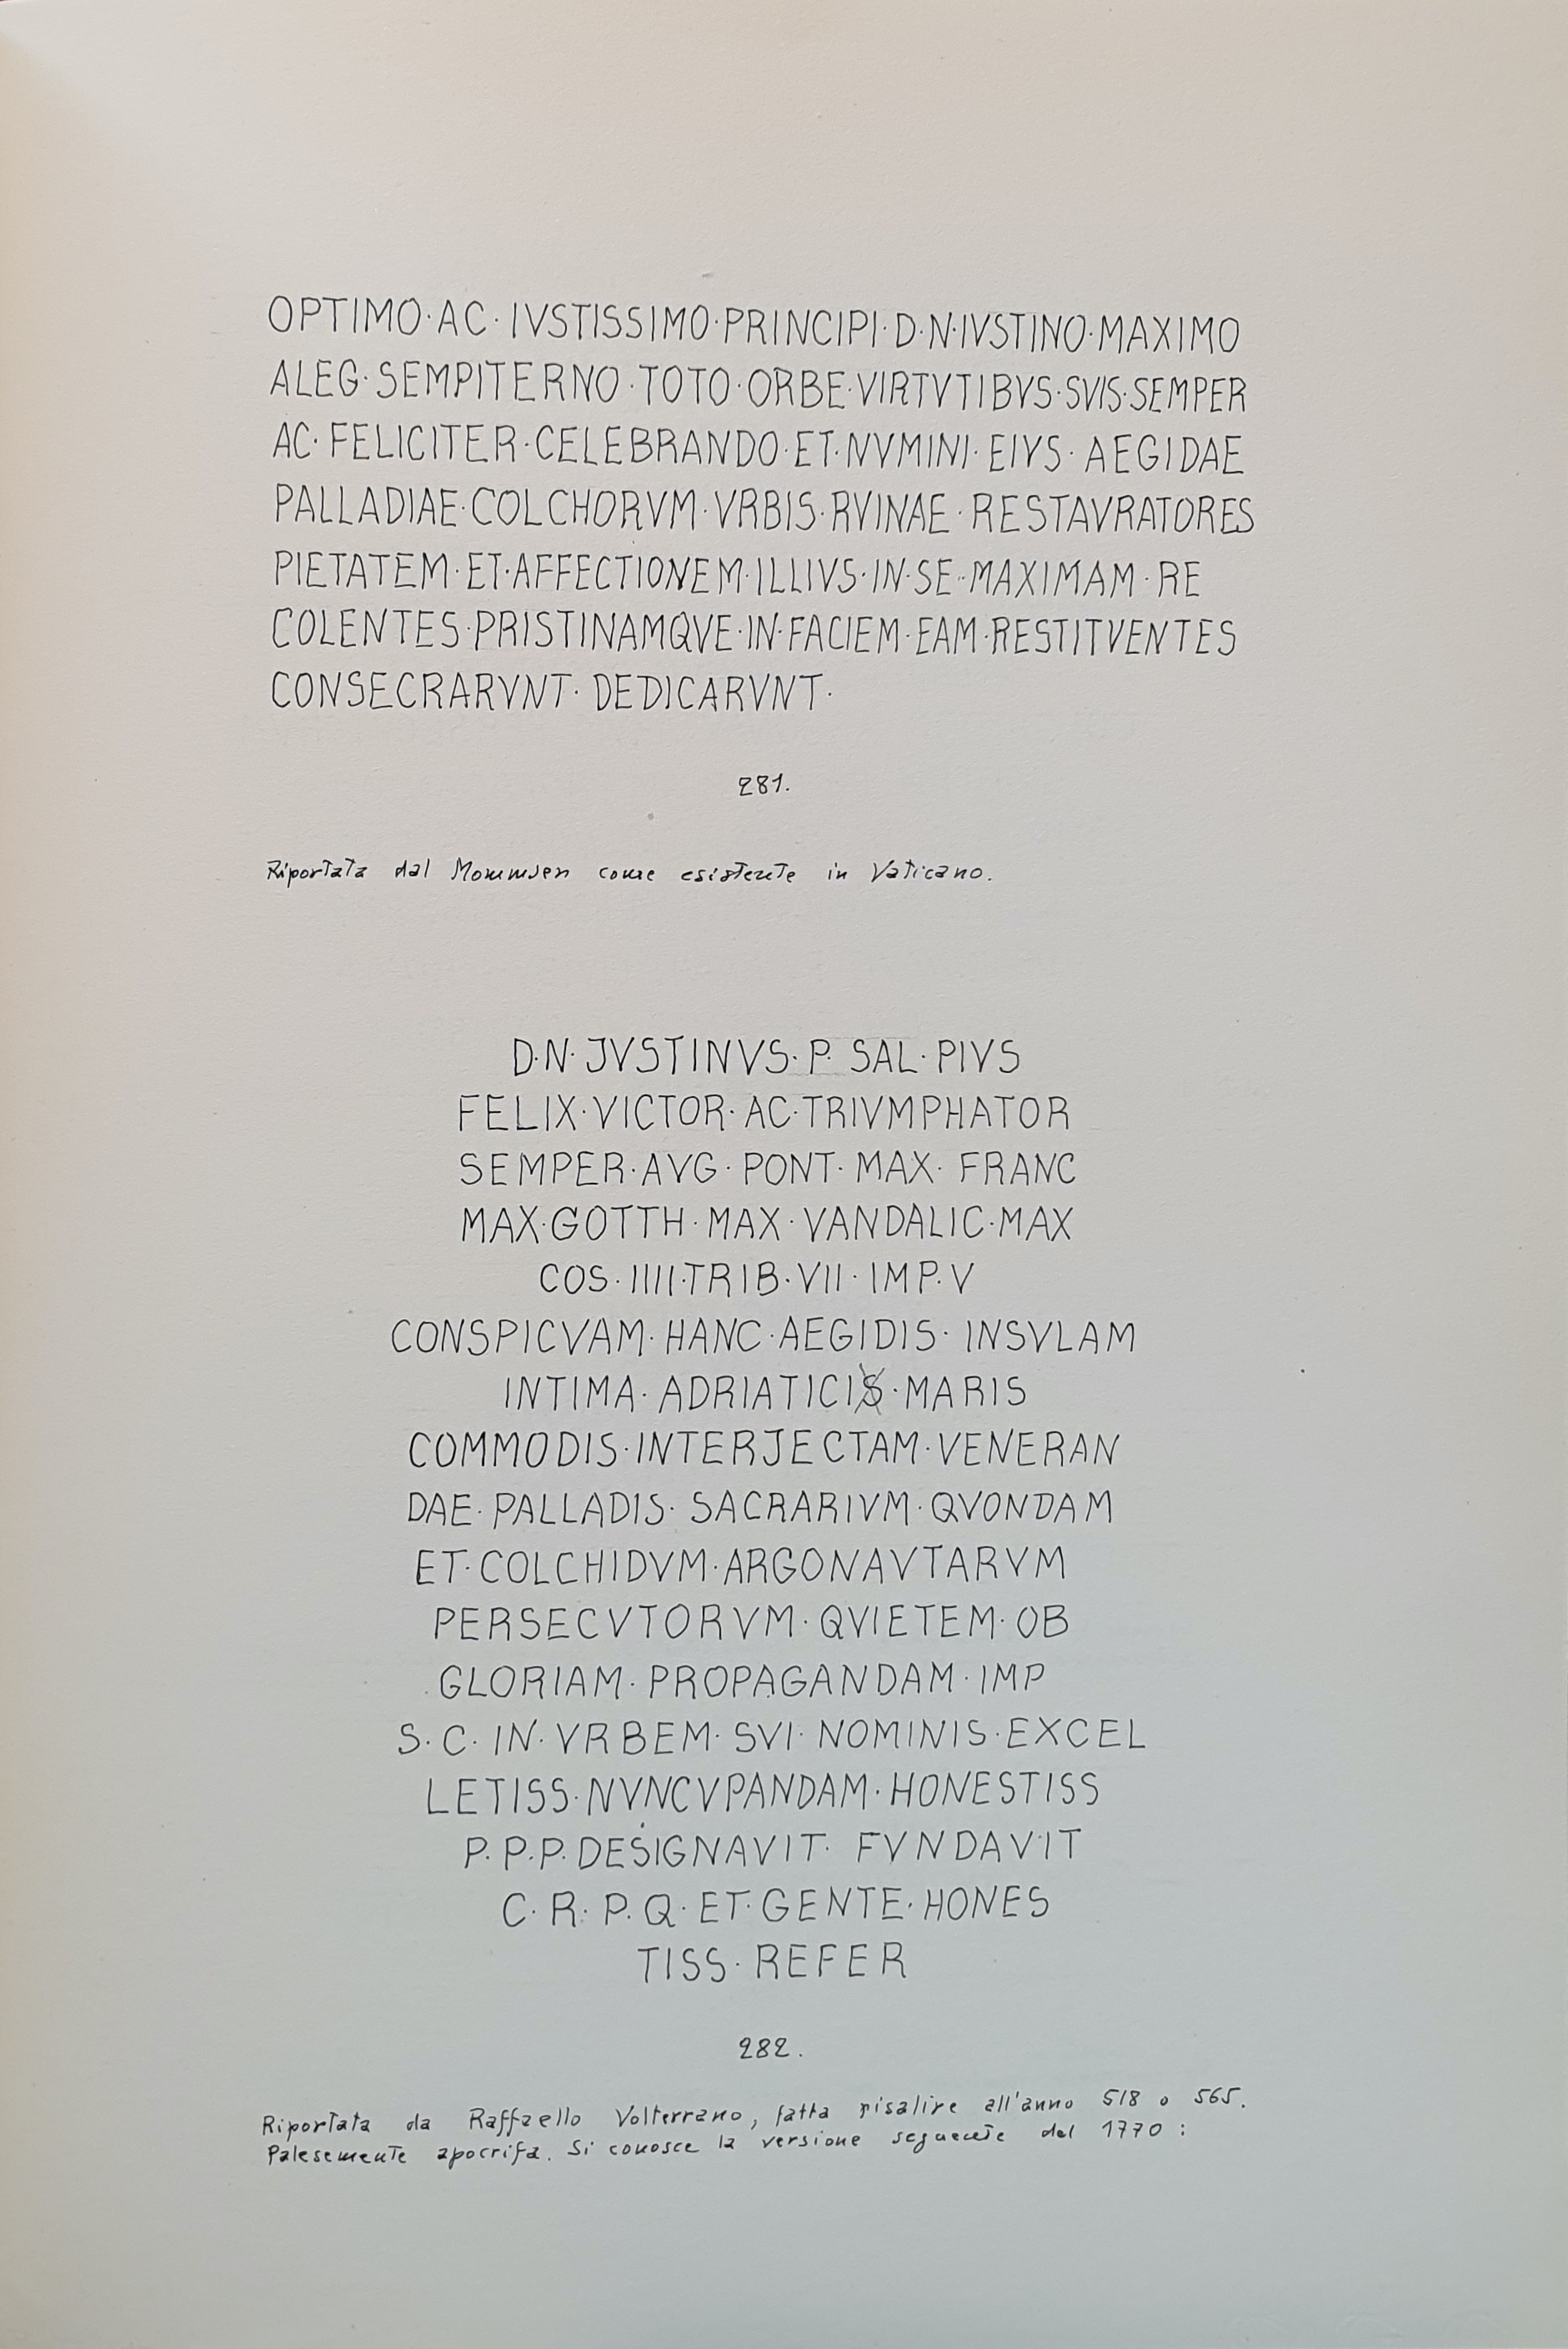 OPTIMO·AC·IVSTISSIMO·PRINCIPI·D·N·IVSTINO·MAXIMO
ALEG·SEMPITERNO·TOTO·ORBE·VIRTVTIBVS·SVIS·SEMPER
AC·FELICITER·CELEBRANDO·ET·NVMINI·EIVS·AEGIDAE
PALLADIAE·COLCHORVM·VRBIS·RVINAE·RESTAVRATORES
PIETATEM·ET·AFFECTIONEM·ILLIVS·IN·SE·MAXIMAM·RE
COLENTES·PRISTINAMQVE·IN·FACIEM·EAM·RESTITVENTES
CONSECRARVNT·DEDICARVNT·
281.
Riportata dal Mommsen come esistente in Vaticano.
D·N·JVSTINVS·P·SAL·PIVS
FELIX·VICTOR·AC·TRIVMPHATOR
SEMPER·AVG·PONT·MAX·FRANC
MAX·GOTTH·MAX·VANDALIC·MAX
COS·IIII·TRIB·VII·IMP·V
CONSPICVAM·HANC·AEGIDIS·INSVLAM
INTIMA·ADRIATICI·MARIS
COMMODIS·INTERJECTAM·VENERAN
DAE·PALLADIS·SACRARIVM·QVONDAM
ET·COLCHIDVM·ARGONAVTARVM
PERSECVTORVM·QVIETEM·OB
GLORIAM·PROPAGANDAM·IMP
S·C·IN·VRBEM·SVI·NOMINIS·EXCEL
LETISS·NVNCVPANDAM·HONESTISS
P·P·P·DESIGNAVIT·FVNDAVIT
C·R·P·Q·ET·GENTE·HONES
TISS·REFER
282.
Riportata da Raffaello Volterrano, fatta risalire all'anno 518 o 565.
Palesemente apocrifa. Si conosce la versione seguente del 1770: